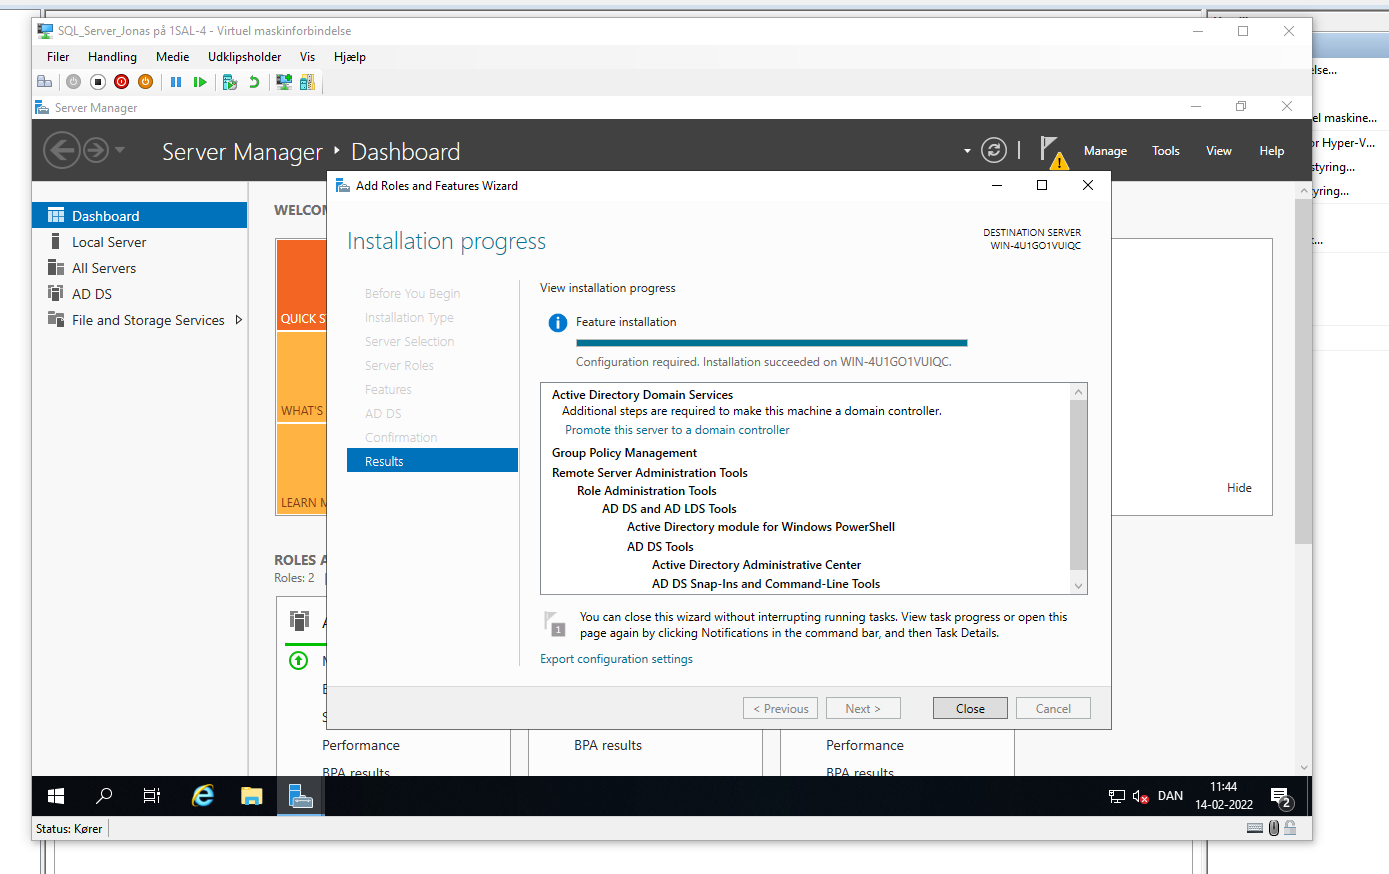 SQL_Server_Jonas på 1SAL-4 - Virtuel maskinforbindelse
Filer Handling Medie Udklipsholder Vis Hjælp
Server Manager
Server Manager Dashboard
Manage Tools View Help
Dashboard
Local Server
All Servers
AD DS
File and Storage Services
WELCOM
QUICK S
WHAT'S
LEARN M
Hide
ROLES A
Roles: 2
Add Roles and Features Wizard
Installation progress
DESTINATION SERVER
WIN-4U1GO1VUIQC
Before You Begin
Installation Type
Server Selection
Server Roles
Features
AD DS
Confirmation
Results
View installation progress
Feature installation
Configuration required. Installation succeeded on WIN-4U1GO1VUIQC.
Active Directory Domain Services
Additional steps are required to make this machine a domain controller.
Promote this server to a domain controller
Group Policy Management
Remote Server Administration Tools
Role Administration Tools
AD DS and AD LDS Tools
Active Directory module for Windows PowerShell
AD DS Tools
Active Directory Administrative Center
AD DS Snap-Ins and Command-Line Tools
1
You can close this wizard without interrupting running tasks. View task progress or open this
page again by clicking Notifications in the command bar, and then Task Details.
Export configuration settings
< Previous Next > Close Cancel
Performance
BPA results
BPA results
Performance
BPA results
DAN
11:44
14-02-2022
2
Status: Kører
lse...
el maskine...
or Hyper-V...
styring...
yring...